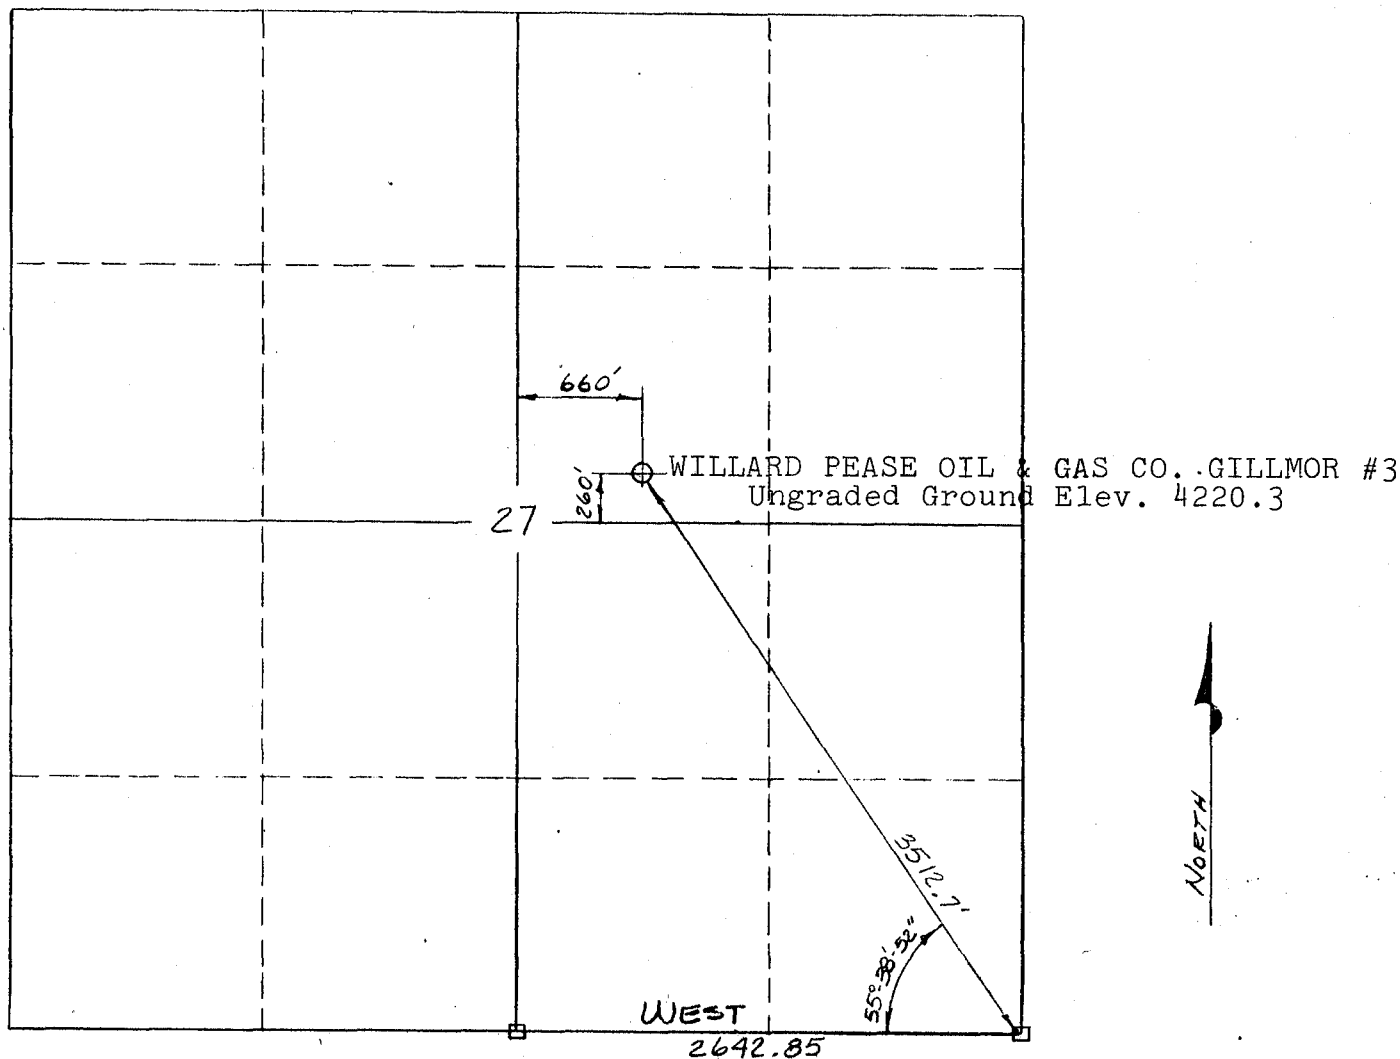 660'
260'
WILLARD PEASE OIL & GAS CO. GILLMOR #3
Ungraded Ground Elev. 4220.3
27
NORTH
3512.7'
55°-38'-52"
WEST
2642.85